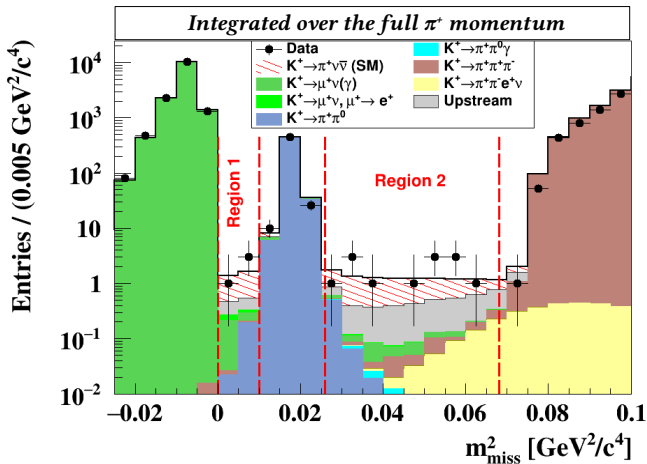 Integrated over the full π⁺ momentum
Entries / (0.005 GeV²/c⁴)
10⁴
10³
10²
10
1
10⁻¹
10⁻²
Data
K⁺→π⁺νν̅ (SM)
K⁺→μ⁺ν(γ)
K⁺→μ⁺ν, μ⁺→ e⁺
K⁺→π⁺π⁰
K⁺→π⁺π⁰γ
K⁺→π⁺π⁺π⁻
K⁺→π⁺π⁻e⁺ν
Upstream
Region 1
Region 2
−0.02 0 0.02 0.04 0.06 0.08 0.1
m²miss [GeV²/c⁴]